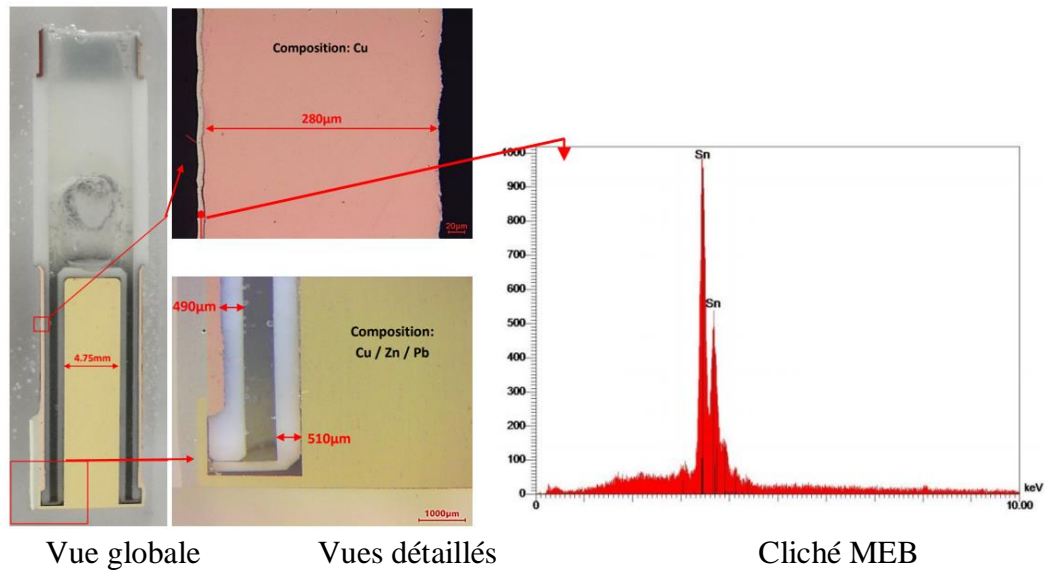 Composition: Cu
280µm
20µm
4.75mm
490µm
Composition:
Cu / Zn / Pb
510µm
1000µm
1000
Sn
900
800
700
600
Sn
500
400
300
200
100
0
keV
0
10.00
Vue globale
Vues détaillés
Cliché MEB